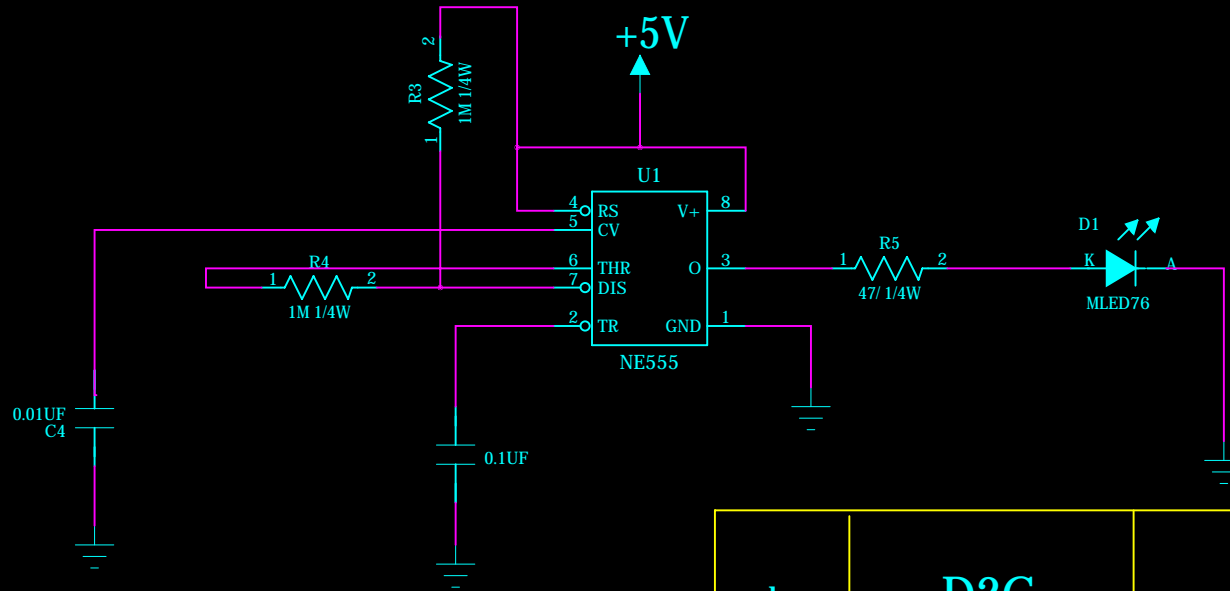 +5V
2
R3
1M 1/4W
1
U1
4
RS
V+
8
5
CV
D1
R4
6
THR
O
3
1
R5
2
K
A
1
2
7
DIS
47/ 1/4W
1M 1/4W
MLED76
2
TR
GND
1
NE555
0.01UF
C4
0.1UF